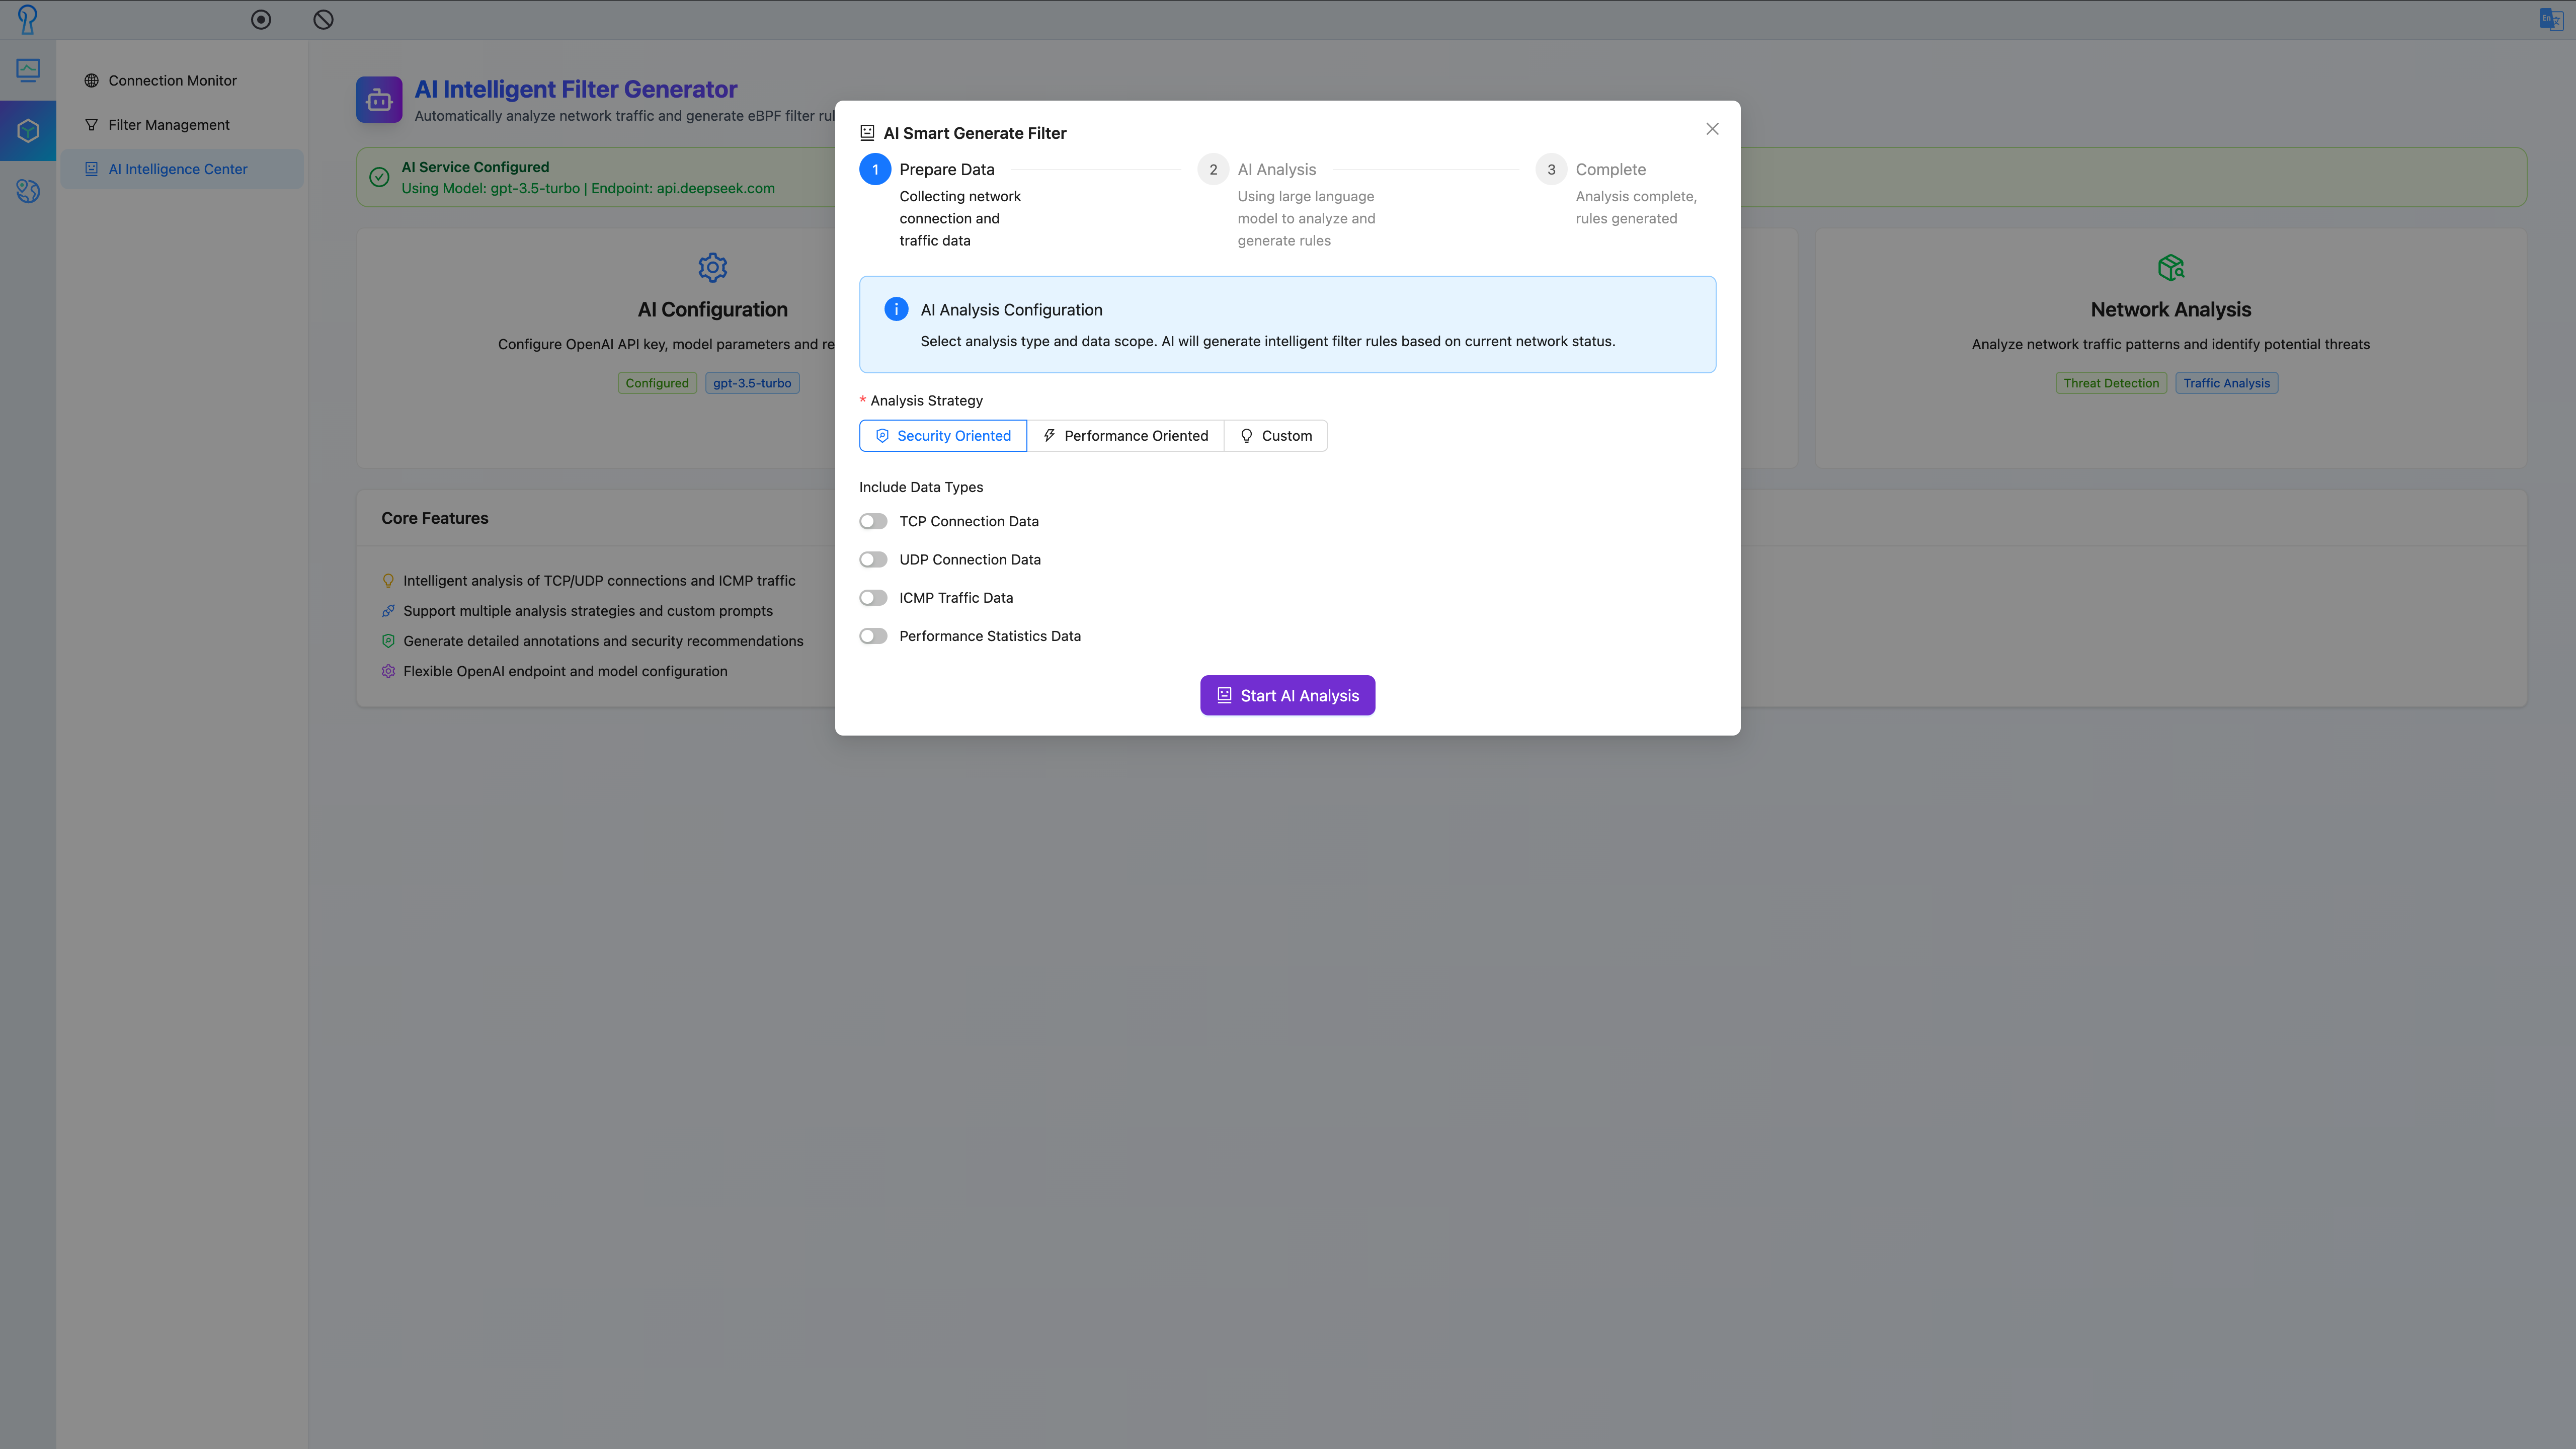 En
Connection Monitor
Filter Management
AI Intelligence Center
AI Intelligent Filter Generator
Automatically analyze network traffic and generate eBPF filter
AI Service Configured
Using Model: gpt-3.5-turbo | Endpoint: api.deepseek.com
AI Configuration
Configure OpenAI API key, model parameters and
Configured
gpt-3.5-turbo
Network Analysis
Analyze network traffic patterns and identify potential threats
Threat Detection
Traffic Analysis
Core Features
Intelligent analysis of TCP/UDP connections and ICMP traffic
Support multiple analysis strategies and custom prompts
Generate detailed annotations and security recommendations
Flexible OpenAI endpoint and model configuration
AI Smart Generate Filter
1 Prepare Data
Collecting network
connection and
traffic data
2 AI Analysis
Using large language
model to analyze and
generate rules
3 Complete
Analysis complete,
rules generated
AI Analysis Configuration
Select analysis type and data scope. AI will generate intelligent filter rules based on current network status.
* Analysis Strategy
Security Oriented
Performance Oriented
Custom
Include Data Types
TCP Connection Data
UDP Connection Data
ICMP Traffic Data
Performance Statistics Data
Start AI Analysis